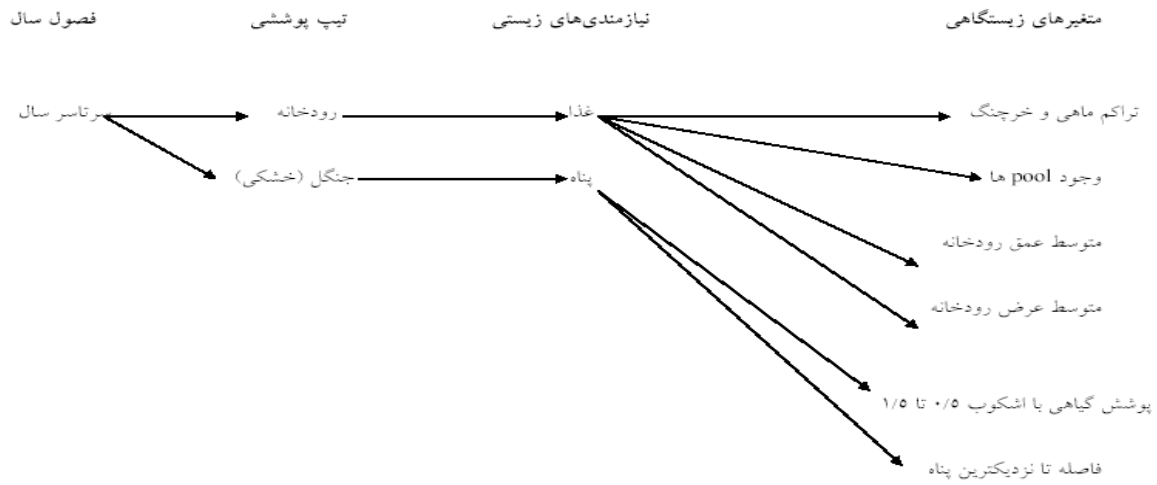 متغیرهای زیستگاهی نیازمندی‌های زیستی تیپ پوششی فصول سال
تراکم ماهی و خرچنگ غذا رودخانه سرتاسر سال
وجود pool ها پناه جنگل (خشکی)
متوسط عمق رودخانه
متوسط عرض رودخانه
پوشش گیاهی با اشکوب ۰/۵ تا ۱/۵
فاصله تا نزدیکترین پناه